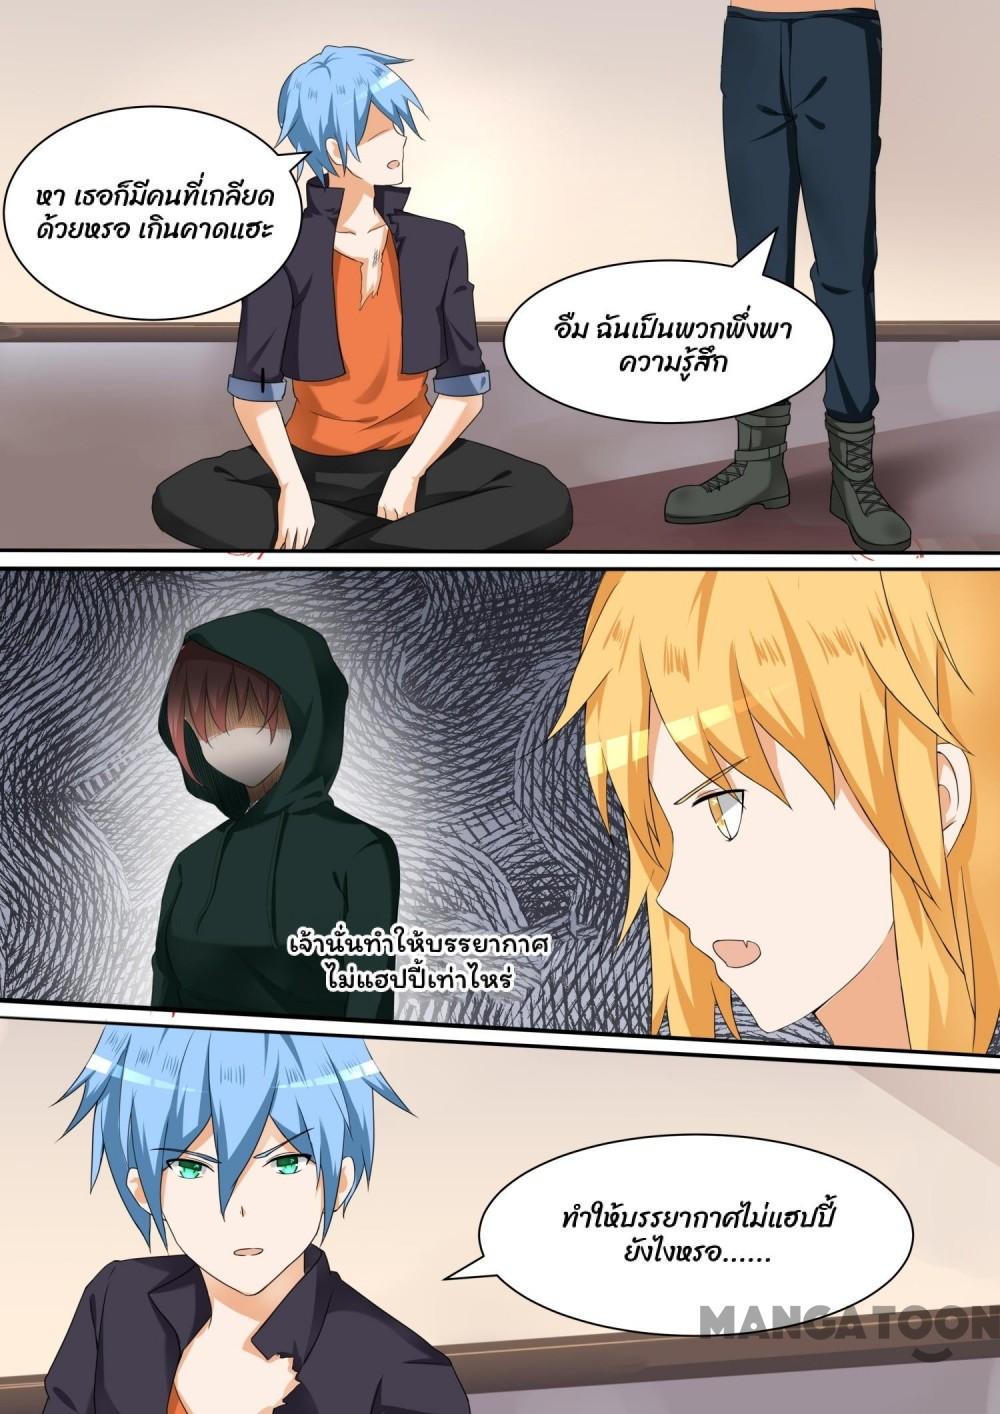 หา เธอก็มีคนที่เกลียด
ด้วยหรอ เกินคาดแฮะ
อืม ฉันเป็นพวกพึ่งพา
ความรู้สึก
เจ้านั่นทำให้บรรยากาศ
ไม่แฮปปี้เท่าไหร่
ทำให้บรรยากาศไม่แฮปปี้
ยังไงหรอ......
MANGATOON